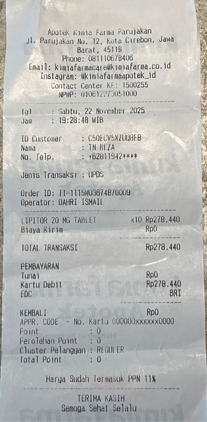 Apotek Kimia Farma Parujakan
Jl. Parujakan No. 12, Kota Cirebon, Jawa
Barat, 45118
Phone: 081110678406
Email: kimiafarmacare@kimiafarma.co.id
Instagram: @kimiafarmaapotek_id
Contact Center KF: 1500255
NPWP: 010612273051000
Tgl : Sabtu, 22 November 2025
Jam : 19:28:48 WIB
ID Customer :
Nama : TN REZA
No. Telp. : +62811942****
Jenis Transaksi : UPDS
Order ID:
Operator: DAHRI ISMAIL
LIPITOR 20 MG TABLET x10 Rp278.440
Biaya Kirim Rp0
TOTAL TRANSAKSI Rp278.440
PEMBAYARAN
Tunai Rp0
Kartu Debit Rp278.440
EDC BRI
KEMBALI Rp0
APPR. CODE - No. Kartu 000000xxxxxx0000
Point : 0
Perolehan Point : 0
Cluster Pelanggan : REGULER
Total Point : 0
Harga Sudah Termasuk PPN 11%
TERIMA KASIH
Semoga Sehat Selalu